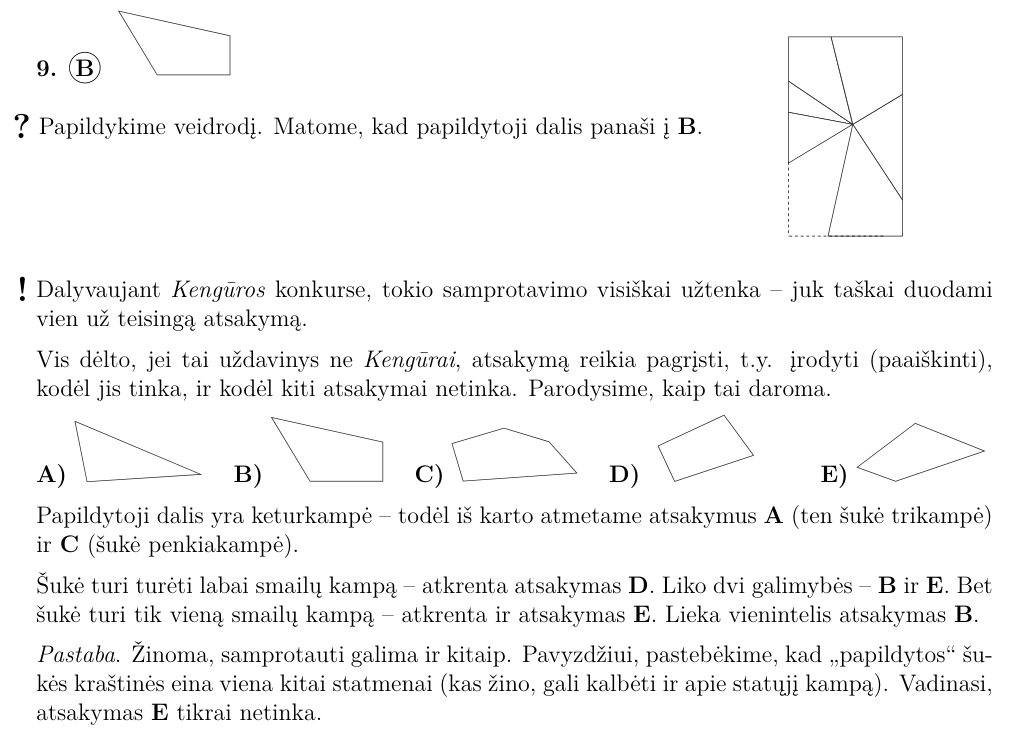 9. B
? Papildykime veidrodį. Matome, kad papildytoji dalis panaši į B.
! Dalyvaujant Kengūros konkurse, tokio samprotavimo visiškai užtenka – juk taškai duodami
vien už teisingą atsakymą.
Vis dėlto, jei tai uždavinys ne Kengūrai, atsakymą reikia pagrįsti, t.y. įrodyti (paaiškinti),
kodėl jis tinka, ir kodėl kiti atsakymai netinka. Parodysime, kaip tai daroma.
A) B) C) D) E)
Papildytoji dalis yra keturkampė – todėl iš karto atmetame atsakymus A (ten šukė trikampė)
ir C (šukė penkiakampė).
Šukė turi turėti labai smailų kampą – atkrenta atsakymas D. Liko dvi galimybės – B ir E. Bet
šukė turi tik vieną smailų kampą – atkrenta ir atsakymas E. Lieka vienintelis atsakymas B.
Pastaba. Žinoma, samprotauti galima ir kitaip. Pavyzdžiui, pastebėkime, kad „papildytos“ šu-
kės kraštinės eina viena kitai statmenai (kas žino, gali kalbėti ir apie statųjį kampą). Vadinasi,
atsakymas E tikrai netinka.